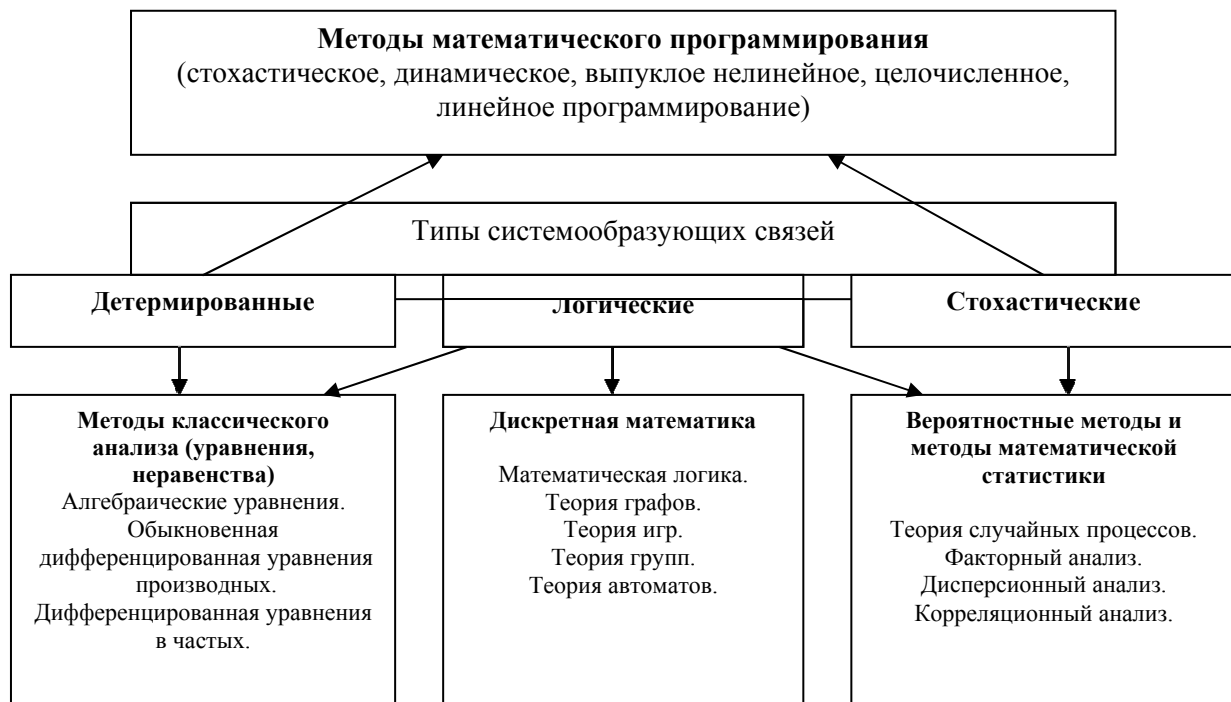 Методы математического программирования
(стохастическое, динамическое, выпуклое нелинейное, целочисленное,
линейное программирование)
Типы системообразующих связей
Детермированные
Логические
Стохастические
Методы классического
анализа (уравнения,
неравенства)
Алгебраические уравнения.
Обыкновенная
дифференцированная уравнения
производных.
Дифференцированная уравнения
в частых.
Дискретная математика
Математическая логика.
Теория графов.
Теория игр.
Теория групп.
Теория автоматов.
Вероятностные методы и
методы математической
статистики
Теория случайных процессов.
Факторный анализ.
Дисперсионный анализ.
Корреляционный анализ.